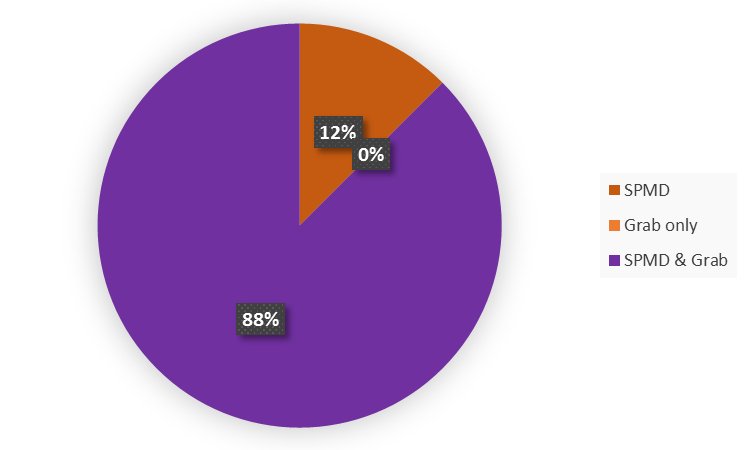 12%
0%
88%
SPMD
Grab only
SPMD & Grab